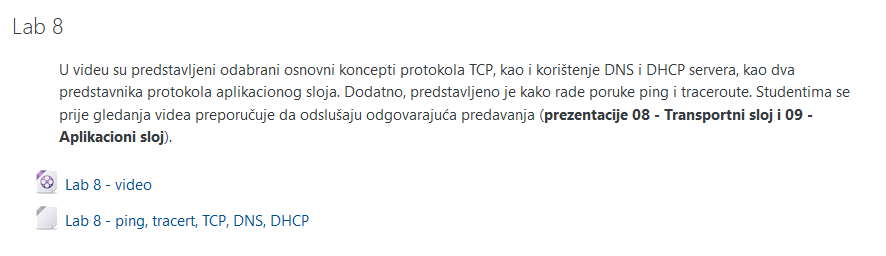 Lab 8
U videu su predstavljeni odabrani osnovni koncepti protokola TCP, kao i korištenje DNS i DHCP servera, kao dva
predstavnika protokola aplikacionog sloja. Dodatno, predstavljeno je kako rade poruke ping i traceroute. Studentima se
prije gledanja videa preporučuje da odslušaju odgovarajuća predavanja (prezentacije 08 - Transportni sloj i 09 -
Aplikacioni sloj).
Lab 8 - video
Lab 8 - ping, tracert, TCP, DNS, DHCP